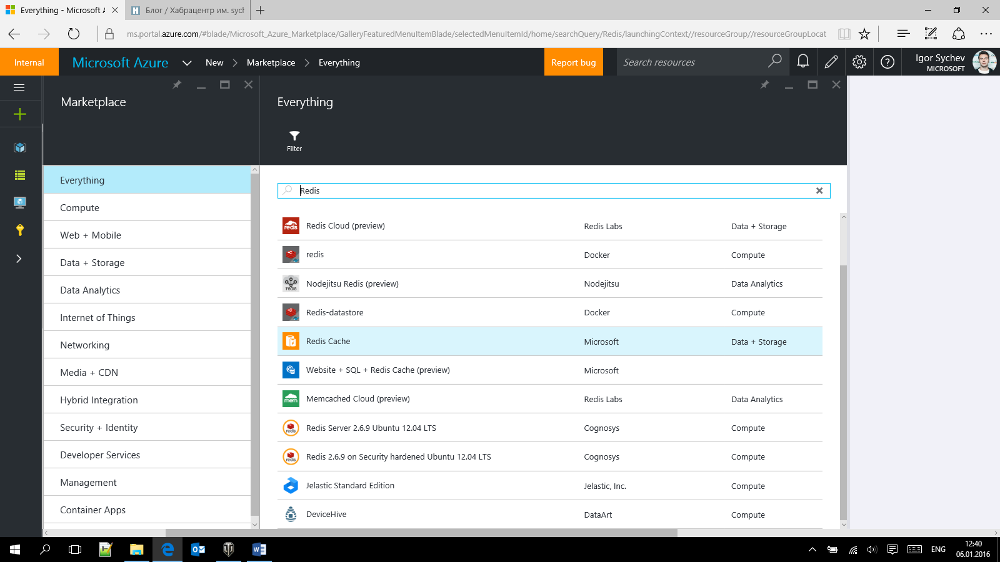 Everything - Microsoft A
Блог / Хабрацентр им. sych
ms.portal.azure.com/#blade/Microsoft_Azure_Marketplace/GalleryFeaturedMenuItemBlade/selectedMenuItemId/home/searchQuery/Redis/launchingContext//resourceGroup//resourceGroupLocat
Internal
Microsoft Azure
New
Marketplace
Everything
Report bug
Search resources
Igor Sychev
MICROSOFT
Marketplace
Everything
Filter
Everything
Compute
Web + Mobile
Data + Storage
Data Analytics
Internet of Things
Networking
Media + CDN
Hybrid Integration
Security + Identity
Developer Services
Management
Container Apps
Redis
redis Redis Cloud (preview) Redis Labs Data + Storage
redis Docker Compute
redis Nodejitsu Redis (preview) Nodejitsu Data Analytics
Redis-datastore Docker Compute
Redis Cache Microsoft Data + Storage
Website + SQL + Redis Cache (preview) Microsoft
mem Memcached Cloud (preview) Redis Labs Data Analytics
redis Redis Server 2.6.9 Ubuntu 12.04 LTS Cognosys Compute
redis Redis 2.6.9 on Security hardened Ubuntu 12.04 LTS Cognosys Compute
Jelastic Standard Edition Jelastic, Inc. Compute
DeviceHive DataArt Compute
ENG
12:40
06.01.2016